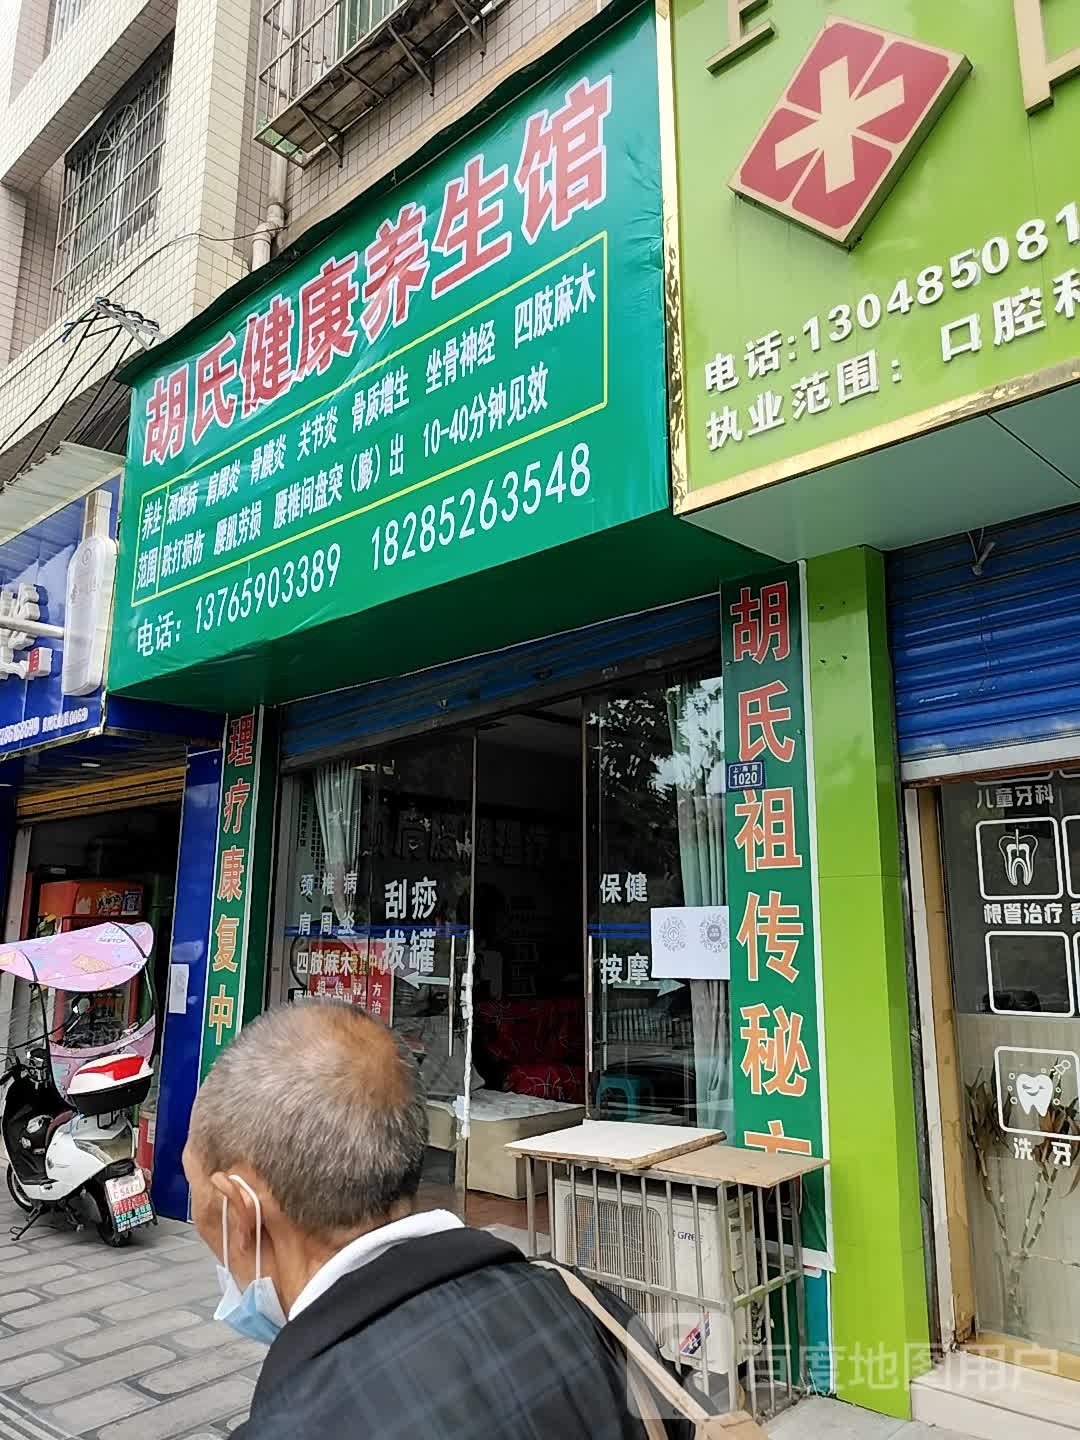 胡氏健康养生馆
养生范围
颈椎病 肩周炎 骨膜炎 关节炎 骨质增生 坐骨神经 四肢麻木
跌打损伤 腰肌劳损 腰椎间盘突（膨）出 10-40分钟见效
电话：13765903389 18285263548
电话:130485081
执业范围：口腔科
理疗康复中
胡氏祖传秘方
1020
颈椎病
肩周炎
四肢麻木
刮痧
拔罐
保健
按摩
儿童牙科
根管治疗
洗牙
GREE
百度地图用户